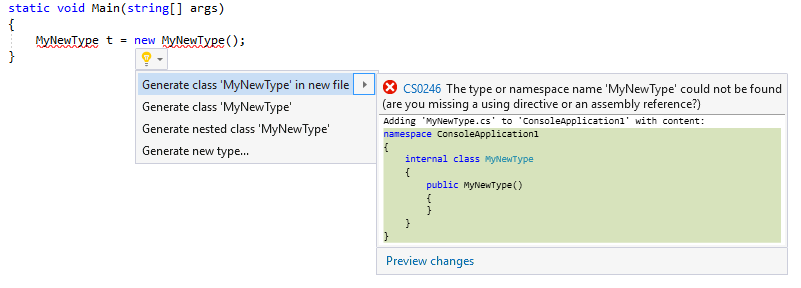 static void Main(string[] args)
{
MyNewType t = new MyNewType();
}
Generate class 'MyNewType' in new file
Generate class 'MyNewType'
Generate nested class 'MyNewType'
Generate new type...
CS0246 The type or namespace name 'MyNewType' could not be found
(are you missing a using directive or an assembly reference?)
Adding 'MyNewType.cs' to 'ConsoleApplication1' with content:
namespace ConsoleApplication1
{
internal class MyNewType
{
public MyNewType()
{
}
}
}
Preview changes